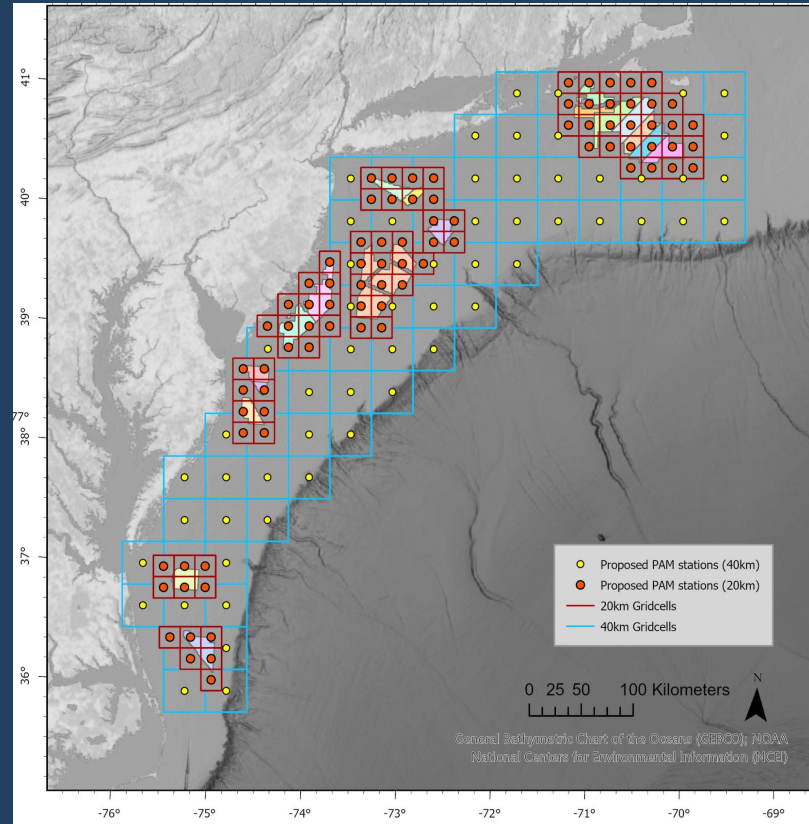 41°
40°
39°
77°
38°
37°
36°
Proposed PAM stations (40km)
Proposed PAM stations (20km)
20km Gridcells
40km Gridcells
0 25 50 100 Kilometers
N
General Bathymetric Chart of the Oceans (GEBCO); NOAA
National Centers for Environmental Information (NCEI)
-76° -75° -74° -73° -72° -71° -70° -69°